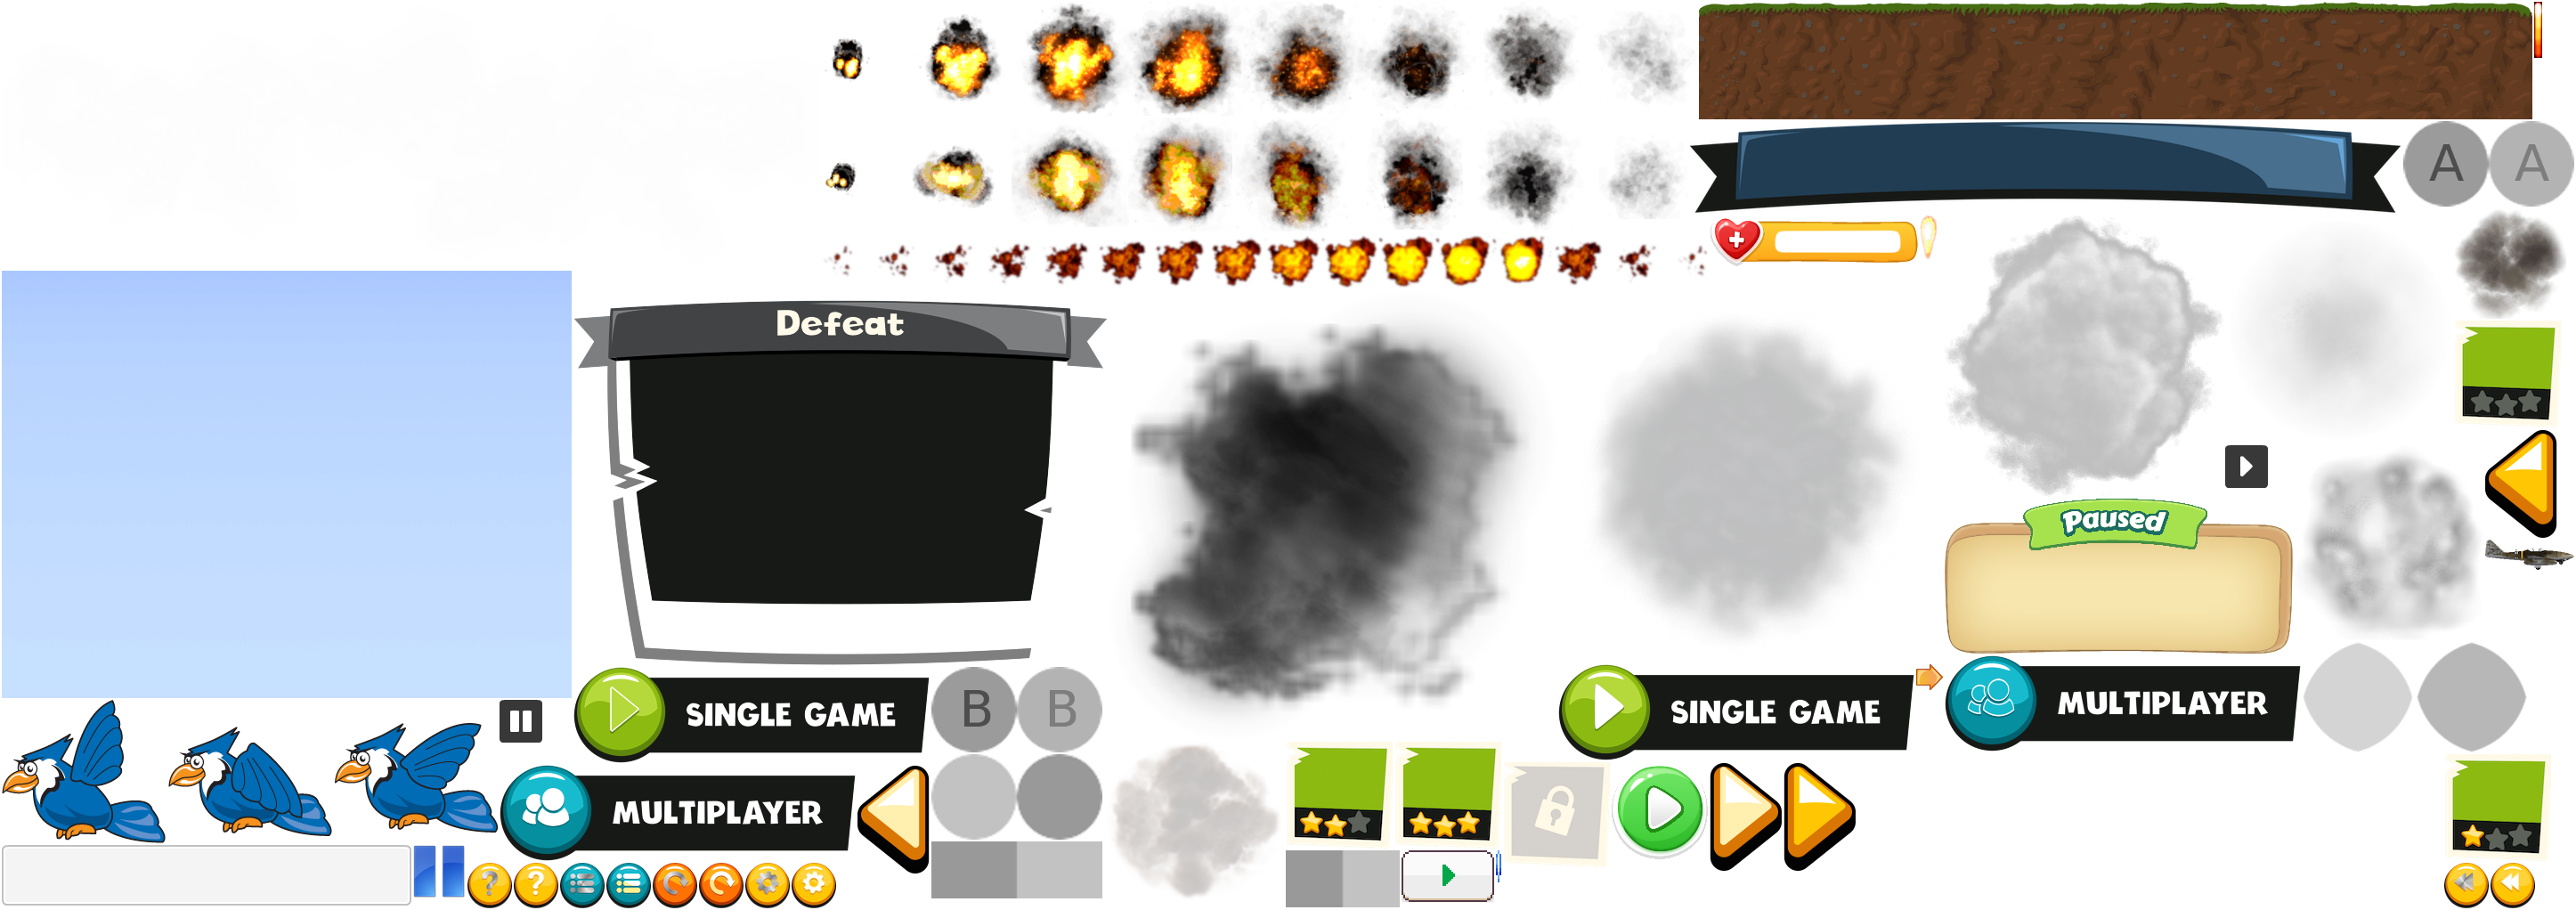 A A
Defeat
Paused
SINGLE GAME
B B
SINGLE GAME
MULTIPLAYER
MULTIPLAYER
? ?